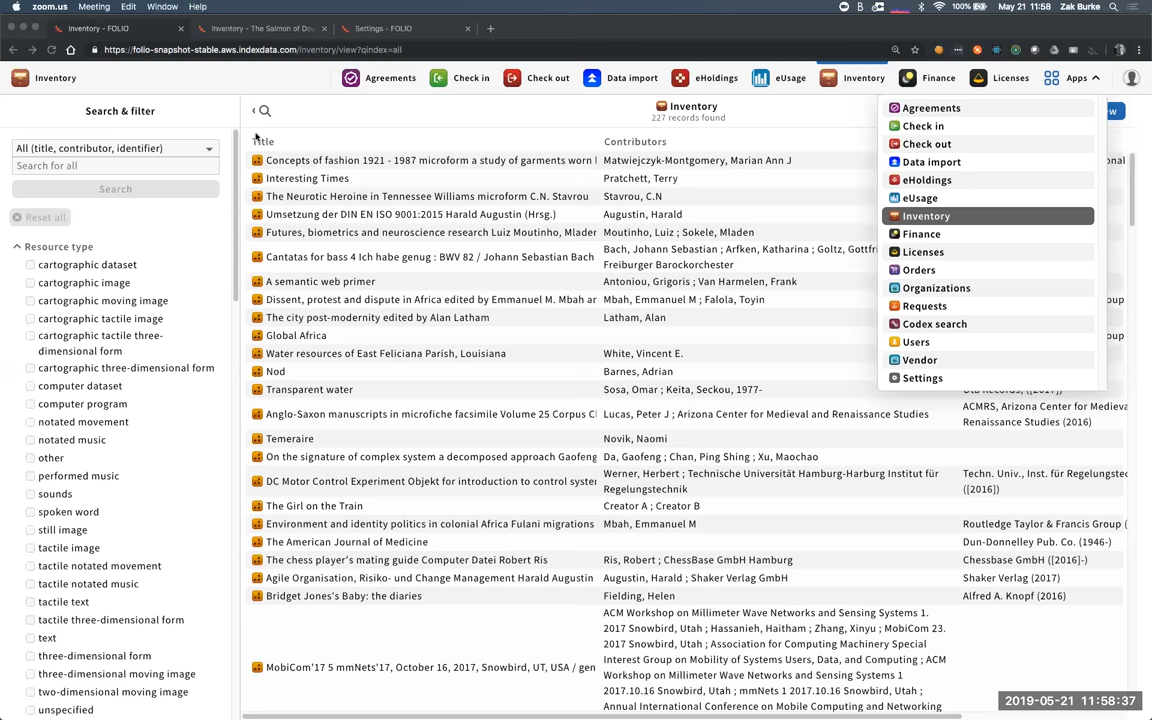 zoom.us Meeting Edit Window Help
100% May 21 11:58 Zak Burke
Inventory - FOLIO
Inventory - The Salmon of Dou
Settings - FOLIO
https://folio-snapshot-stable.aws.indexdata.com/inventory/view?qindex=all
Inventory
Agreements
Check in
Check out
Data import
eHoldings
eUsage
Inventory
Finance
Licenses
Apps
Search & filter
All (title, contributor, identifier)
Search for all
Search
Reset all
Resource type
cartographic dataset
cartographic image
cartographic moving image
cartographic tactile image
cartographic tactile three-
dimensional form
cartographic three-dimensional form
computer dataset
computer program
notated movement
notated music
other
performed music
sounds
spoken word
still image
tactile image
tactile notated movement
tactile notated music
tactile text
tactile three-dimensional form
text
three-dimensional form
three-dimensional moving image
two-dimensional moving image
unspecified
Inventory
227 records found
Title Contributors
Concepts of fashion 1921 - 1987 microform a study of garments worn Matwiejczyk-Montgomery, Marian Ann J
Interesting Times Pratchett, Terry
The Neurotic Heroine in Tennessee Williams microform C.N. Stavrou Stavrou, C.N
Umsetzung der DIN EN ISO 9001:2015 Harald Augustin (Hrsg.) Augustin, Harald
Futures, biometrics and neuroscience research Luiz Moutinho, Mladen Moutinho, Luiz ; Sokele, Mladen
Cantatas for bass 4 Ich habe genug : BWV 82 / Johann Sebastian Bach Bach, Johann Sebastian ; Arfken, Katharina ; Goltz, Gottfri
Freiburger Barockorchester
A semantic web primer Antoniou, Grigoris ; Van Harmelen, Frank
Dissent, protest and dispute in Africa edited by Emmanuel M. Mbah ar Mbah, Emmanuel M ; Falola, Toyin
The city post-modernity edited by Alan Latham Latham, Alan
Global Africa
Water resources of East Feliciana Parish, Louisiana White, Vincent E.
Nod Barnes, Adrian
Transparent water Sosa, Omar ; Keita, Seckou, 1977-
Anglo-Saxon manuscripts in microfiche facsimile Volume 25 Corpus C Lucas, Peter J ; Arizona Center for Medieval and Renaissance Studies ACMRS, Arizona Center for Medieva
Renaissance Studies (2016)
Temeraire Novik, Naomi
On the signature of complex system a decomposed approach Gaofeng Da, Gaofeng ; Chan, Ping Shing ; Xu, Maochao
DC Motor Control Experiment Objekt for introduction to control syster Werner, Herbert ; Technische Universität Hamburg-Harburg Institut für Techn. Univ., Inst. für Regelungstec
Regelungstechnik ([2016])
The Girl on the Train Creator A ; Creator B
Environment and identity politics in colonial Africa Fulani migrations Mbah, Emmanuel M Routledge Taylor & Francis Group (
The American Journal of Medicine Dun-Donnelley Pub. Co. (1946-)
The chess player's mating guide Computer Datei Robert Ris Ris, Robert ; ChessBase GmbH Hamburg Chessbase GmbH ([2016]-)
Agile Organisation, Risiko- und Change Management Harald Augustin Augustin, Harald ; Shaker Verlag GmbH Shaker Verlag (2017)
Bridget Jones's Baby: the diaries Fielding, Helen Alfred A. Knopf (2016)
ACM Workshop on Millimeter Wave Networks and Sensing Systems 1.
2017 Snowbird, Utah ; Hassanieh, Haitham ; Zhang, Xinyu ; MobiCom 23.
2017 Snowbird, Utah ; Association for Computing Machinery Special
MobiCom'17 5 mmNets'17, October 16, 2017, Snowbird, UT, USA / gen Interest Group on Mobility of Systems Users, Data, and Computing ; ACM
Workshop on Millimeter Wave Networks and Sensing Systems 1
2017.10.16 Snowbird, Utah ; mmNets 1 2017.10.16 Snowbird, Utah ;
Annual International Conference on Mobile Computing and Networking
Agreements
Check in
Check out
Data import
eHoldings
eUsage
Inventory
Finance
Licenses
Orders
Organizations
Requests
Codex search
Users
Vendor
Settings
2019-05-21 11:58:37